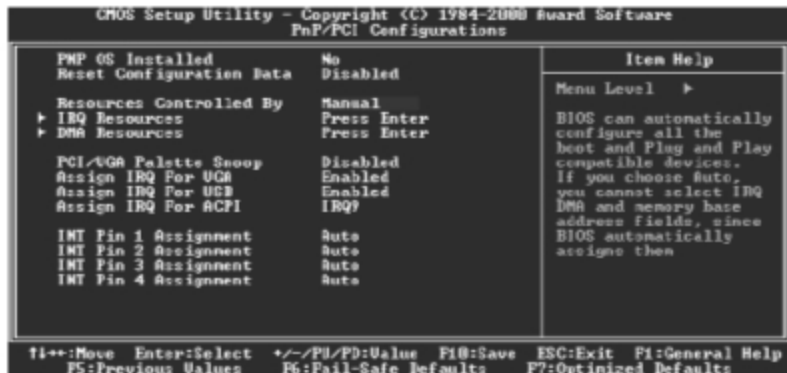 CMOS Setup Utility - Copyright (C) 1984-2000 Award Software
PnP/PCI Configurations
PNP OS Installed No
Reset Configuration Data Disabled
Resources Controlled By Manual
► IRQ Resources Press Enter
► DMA Resources Press Enter
PCI/VGA Palette Snoop Disabled
Assign IRQ For VGA Enabled
Assign IRQ For USB Enabled
Assign IRQ For ACPI IRQ9
INT Pin 1 Assignment Auto
INT Pin 2 Assignment Auto
INT Pin 3 Assignment Auto
INT Pin 4 Assignment Auto
Item Help
Menu Level ►
BIOS can automatically
configure all the
boot and Plug and Play
compatible devices.
If you choose Auto,
you cannot select IRQ
DMA and memory base
address fields, since
BIOS automatically
assigns them
↑↓→←:Move Enter:Select +/-/PU/PD:Value F10:Save ESC:Exit F1:General Help
F5:Previous Values F6:Fail-Safe Defaults F7:Optimized Defaults